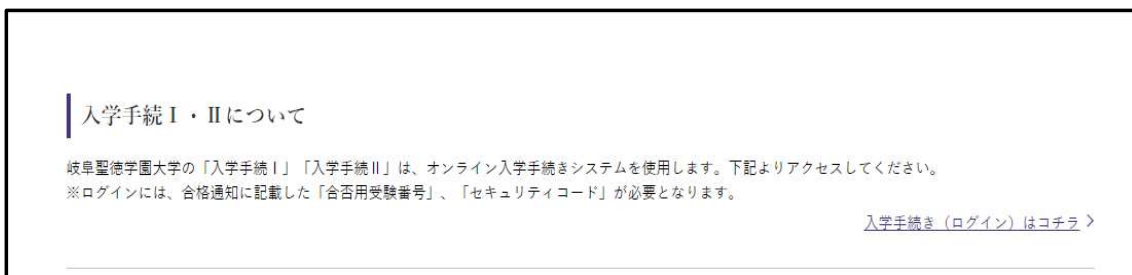 入学手続Ⅰ・Ⅱについて
岐阜聖徳学園大学の「入学手続Ⅰ」「入学手続Ⅱ」は、オンライン入学手続きシステムを使用します。下記よりアクセスしてください。
※ログインには、合格通知に記載した「合否用受験番号」、「セキュリティコード」が必要となります。
入学手続き（ログイン）はコチラ >